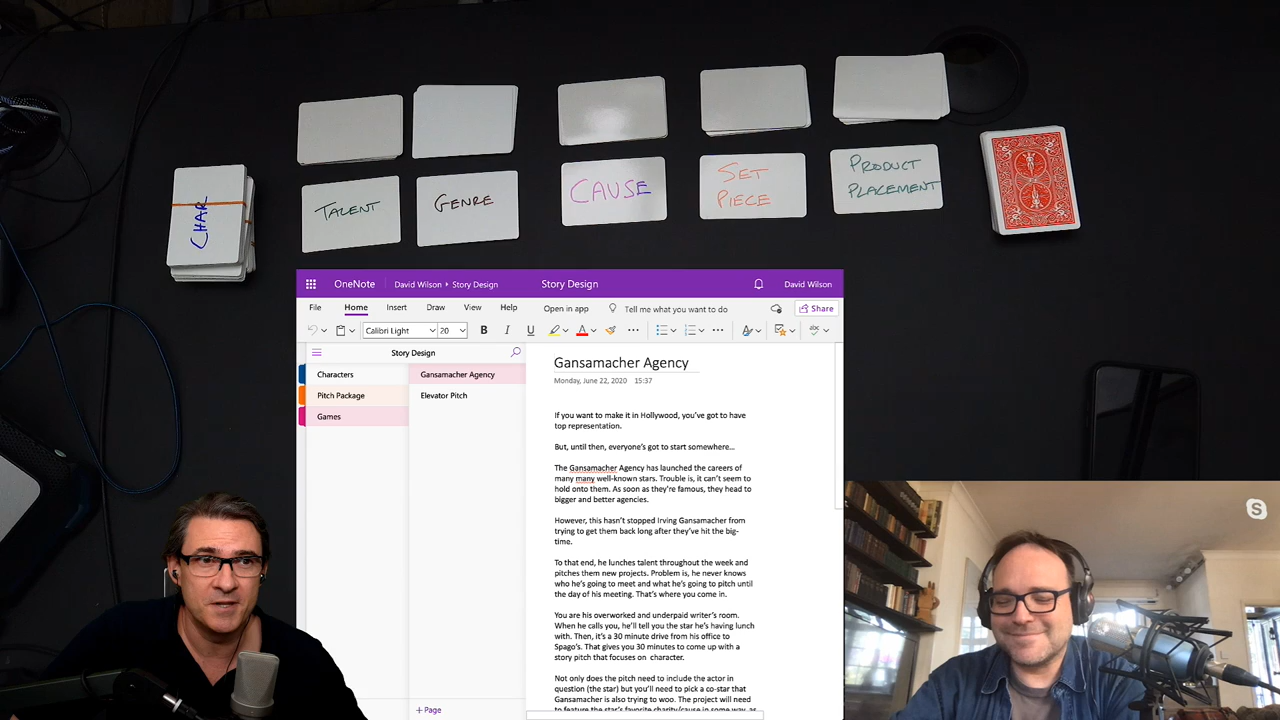 CHAR
TALENT
GENRE
CAUSE
SET
PIECE
PRODUCT
PLACEMENT
OneNote
David Wilson › Story Design
Story Design
David Wilson
File
Home
Insert
Draw
View
Help
Open in app
Tell me what you want to do
Share
Calibri Light
20
B
I
U
A
abc
Story Design
Characters
Pitch Package
Games
Gansamacher Agency
Elevator Pitch
+ Page
Gansamacher Agency
Monday, June 22, 2020 15:37
If you want to make it in Hollywood, you've got to have
top representation.
But, until then, everyone's got to start somewhere...
The Gansamacher Agency has launched the careers of
many many well-known stars. Trouble is, it can't seem to
hold onto them. As soon as they're famous, they head to
bigger and better agencies.
However, this hasn't stopped Irving Gansamacher from
trying to get them back long after they've hit the big-
time.
To that end, he lunches talent throughout the week and
pitches them new projects. Problem is, he never knows
who he's going to meet and what he's going to pitch until
the day of his meeting. That's where you come in.
You are his overworked and underpaid writer's room.
When he calls you, he'll tell you the star he's having lunch
with. Then, it's a 30 minute drive from his office to
Spago's. That gives you 30 minutes to come up with a
story pitch that focuses on character.
Not only does the pitch need to include the actor in
question (the star) but you'll need to pick a co-star that
Gansamacher is also trying to woo. The project will need
to feature the star's favorite charity/cause in some way, as
S